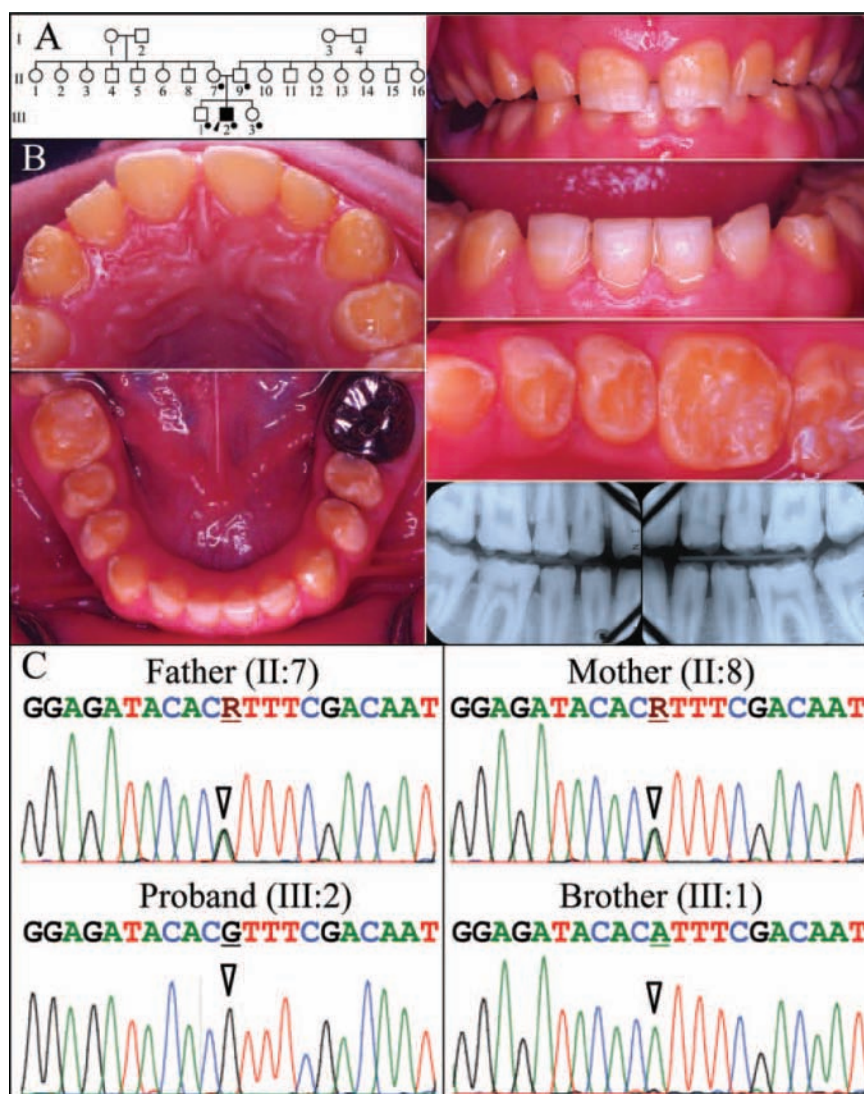 A
I
1 2 3 4
II
1 2 3 4 5 6 8 7 9 10 11 12 13 14 15 16
III
1 2 3
B
C
Father (II:7)
GGAGATACACRTTTCGACAAT
Mother (II:8)
GGAGATACACRTTTCGACAAT
Proband (III:2)
GGAGATACACGTTTCGACAAT
Brother (III:1)
GGAGATACACATTTCGACAAT